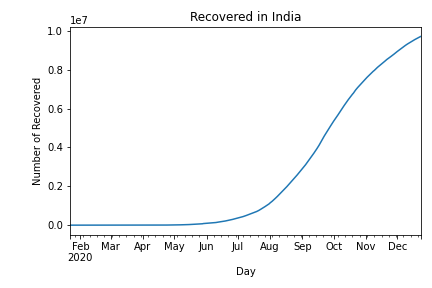 Recovered in India
1e7
1.0
0.8
0.6
0.4
0.2
0.0
Number of Recovered
Feb Mar Apr May Jun Jul Aug Sep Oct Nov Dec
2020
Day